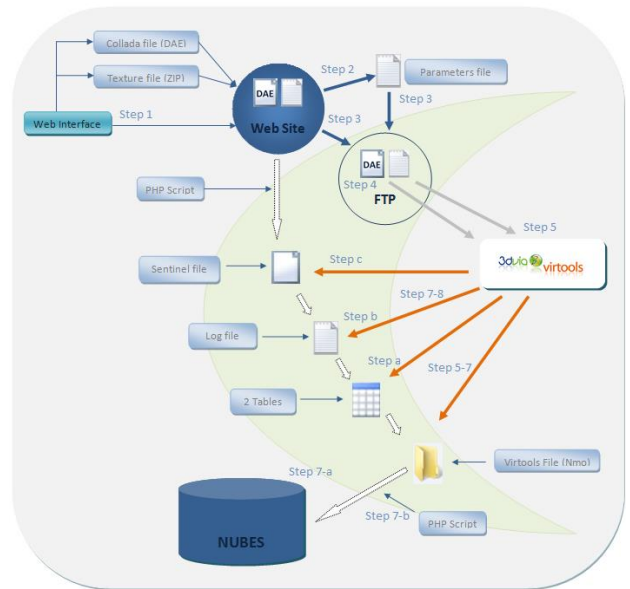 Collada file (DAE)
Texture file (ZIP)
Web Interface
Step 1
DAE
Web Site
Step 2
Parameters file
Step 3
Step 3
DAE
Step 4
FTP
Step 5
PHP Script
3dvia virtools
Sentinel file
Step c
Step 7-8
Log file
Step b
Step a
Step 5-7
2 Tables
Virtools File (Nmo)
Step 7-a
NUBES
Step 7-b
PHP Script